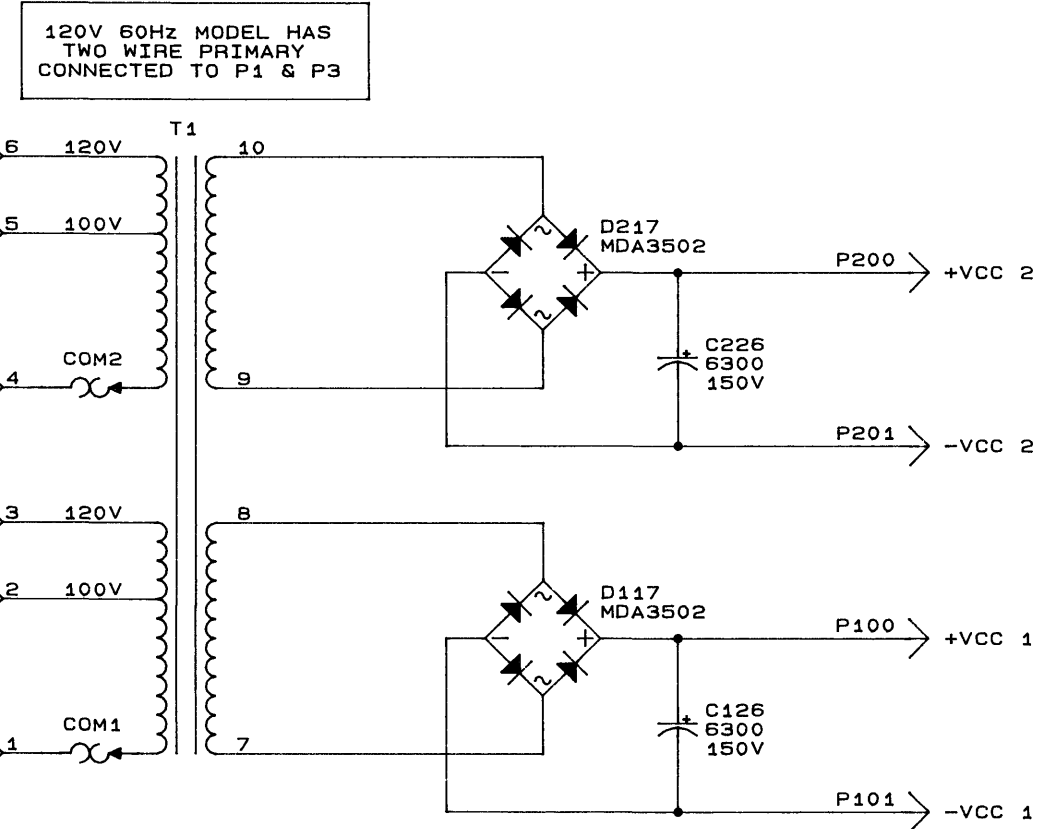 120V 60Hz MODEL HAS
TWO WIRE PRIMARY
CONNECTED TO P1 & P3
T1
6 120V
10
5 100V
D217
MDA3502
~
- +
~
P200
+VCC 2
COM2
4
9
+
C226
6300
150V
P201
-VCC 2
3 120V
8
2 100V
D117
MDA3502
~
- +
~
P100
+VCC 1
COM1
1
7
+
C126
6300
150V
P101
-VCC 1